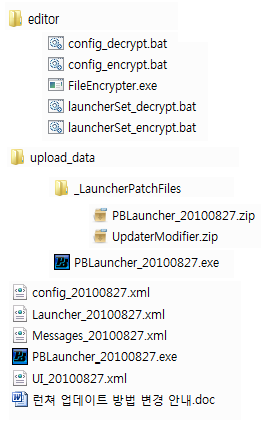 editor
config_decrypt.bat
config_encrypt.bat
FileEncrypter.exe
launcherSet_decrypt.bat
launcherSet_encrypt.bat
upload_data
_LauncherPatchFiles
PBLauncher_20100827.zip
UpdaterModifier.zip
PBLauncher_20100827.exe
config_20100827.xml
Launcher_20100827.xml
Messages_20100827.xml
PBLauncher_20100827.exe
UI_20100827.xml
런쳐 업데이트 방법 변경 안내.doc